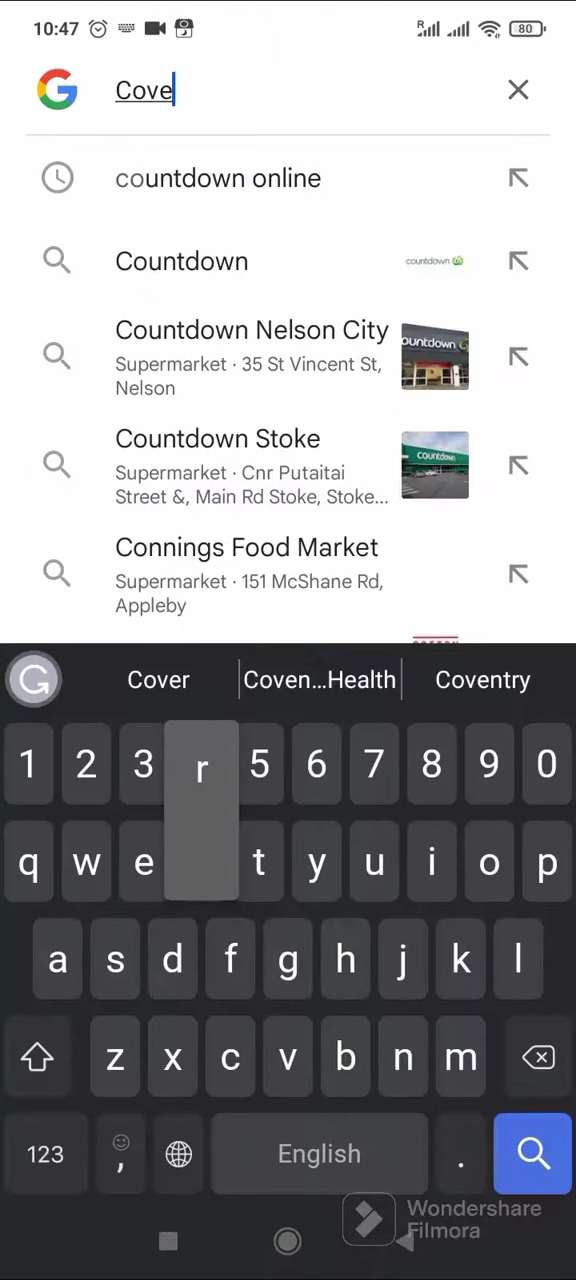 10:47
R
80
Cove
countdown online
Countdown
countdown
Countdown Nelson City
Supermarket · 35 St Vincent St,
Nelson
ountdown
Countdown Stoke
Supermarket · Cnr Putaitai
Street &, Main Rd Stoke, Stoke...
countdown
Connings Food Market
Supermarket · 151 McShane Rd,
Appleby
Cover
Coven...Health
Coventry
1 2 3 r 5 6 7 8 9 0
q w e t y u i o p
a s d f g h j k l
z x c v b n m
123 , English .
Wondershare
Filmora